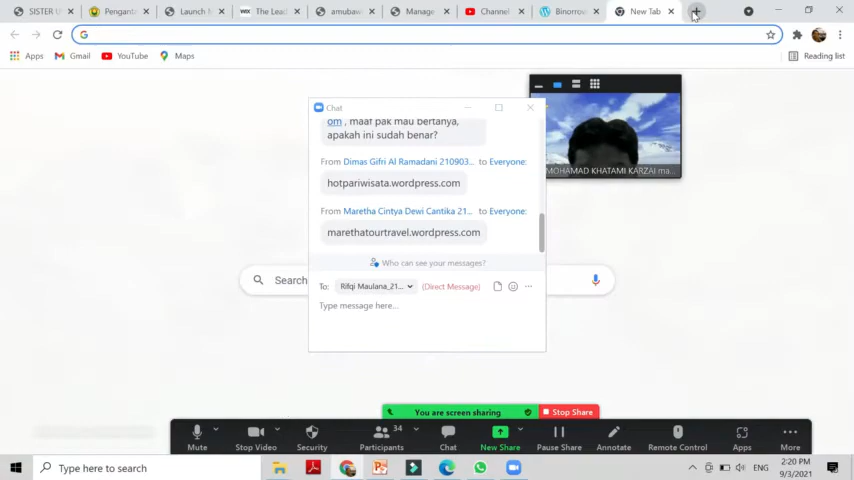 SISTER U
Pengant
Launch M
WIX
The Lea
amubaw
Manage
Channel
Binorrov
New Tab
Apps
Gmail
YouTube
Maps
Reading list
Chat
om , maaf pak mau bertanya,
apakah ini sudah benar?
From Dimas Gifri Al Ramadani 210903... to Everyone:
hotpariwisata.wordpress.com
From Maretha Cintya Dewi Cantika 21... to Everyone:
marethatourtravel.wordpress.com
Who can see your messages?
To: Rifqi Maulana_21... (Direct Message)
Type message here...
MOHAMAD KHATAMI KARZAI ma...
Search
You are screen sharing
Stop Share
34
Mute
Stop Video
Security
Participants
Chat
New Share
Pause Share
Annotate
Remote Control
Apps
More
Type here to search
ENG
2:20 PM
9/3/2021